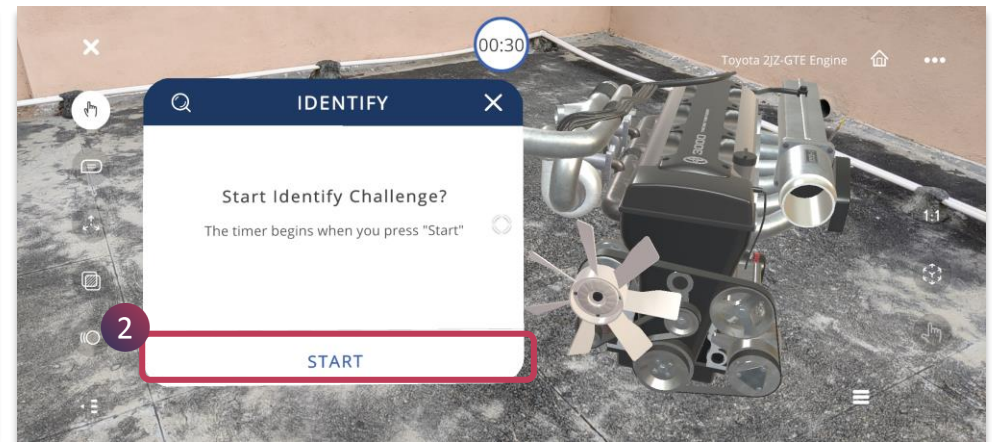 00:30
Toyota 2JZ-GTE Engine
IDENTIFY
3000
Start Identify Challenge?
The timer begins when you press "Start"
1:1
2
START